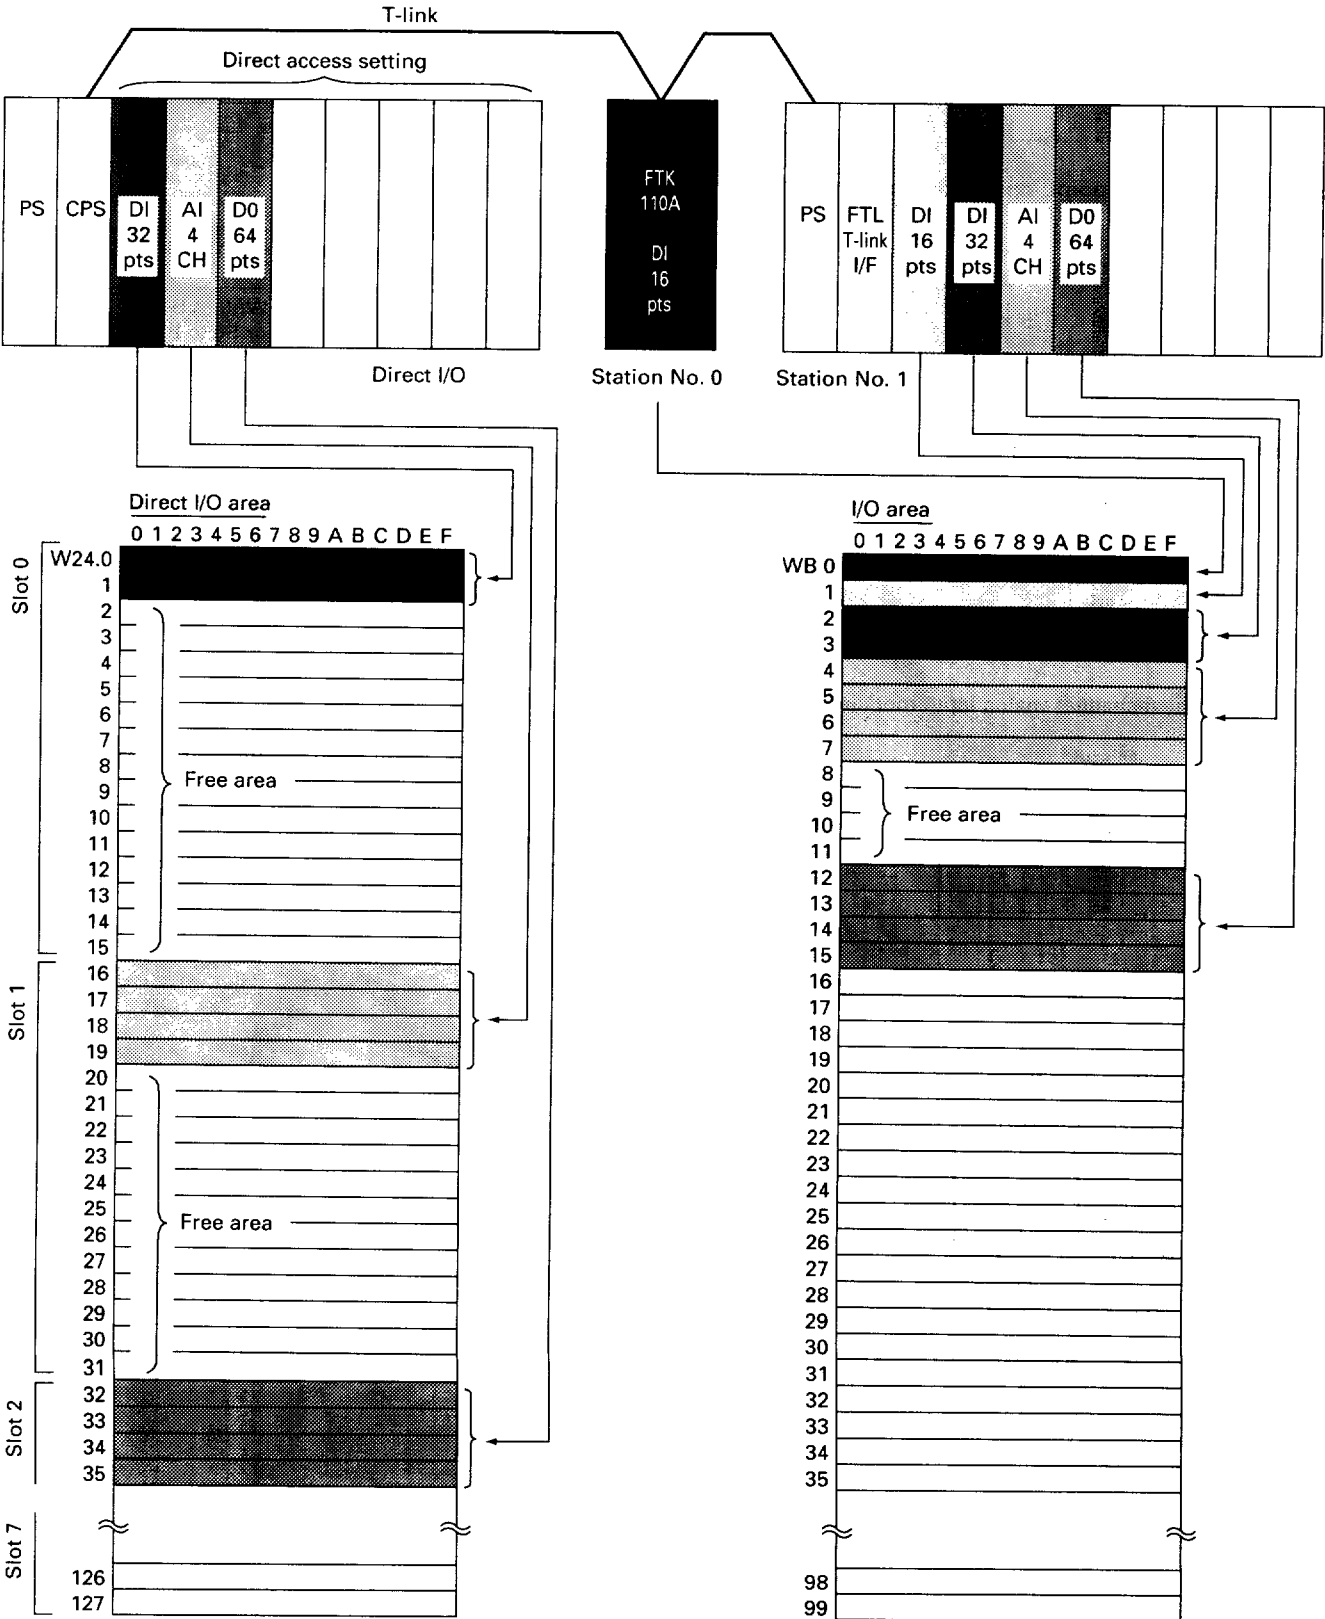 T-link
Direct access setting
PS
CPS
DI
32
pts
AI
4
CH
D0
64
pts
FTK
110A
DI
16
pts
PS
FTL
T-link
I/F
DI
16
pts
DI
32
pts
AI
4
CH
D0
64
pts
Direct I/O
Station No. 0
Station No. 1
Direct I/O area
0 1 2 3 4 5 6 7 8 9 A B C D E F
Slot 0
W24.0
1
2
3
4
5
6
7
8
Free area
9
10
11
12
13
14
15
Slot 1
16
17
18
19
20
21
22
23
24
25
Free area
26
27
28
29
30
31
Slot 2
32
33
34
35
Slot 7
126
127
I/O area
0 1 2 3 4 5 6 7 8 9 A B C D E F
WB 0
1
2
3
4
5
6
7
8
9
Free area
10
11
12
13
14
15
16
17
18
19
20
21
22
23
24
25
26
27
28
29
30
31
32
33
34
35
98
99